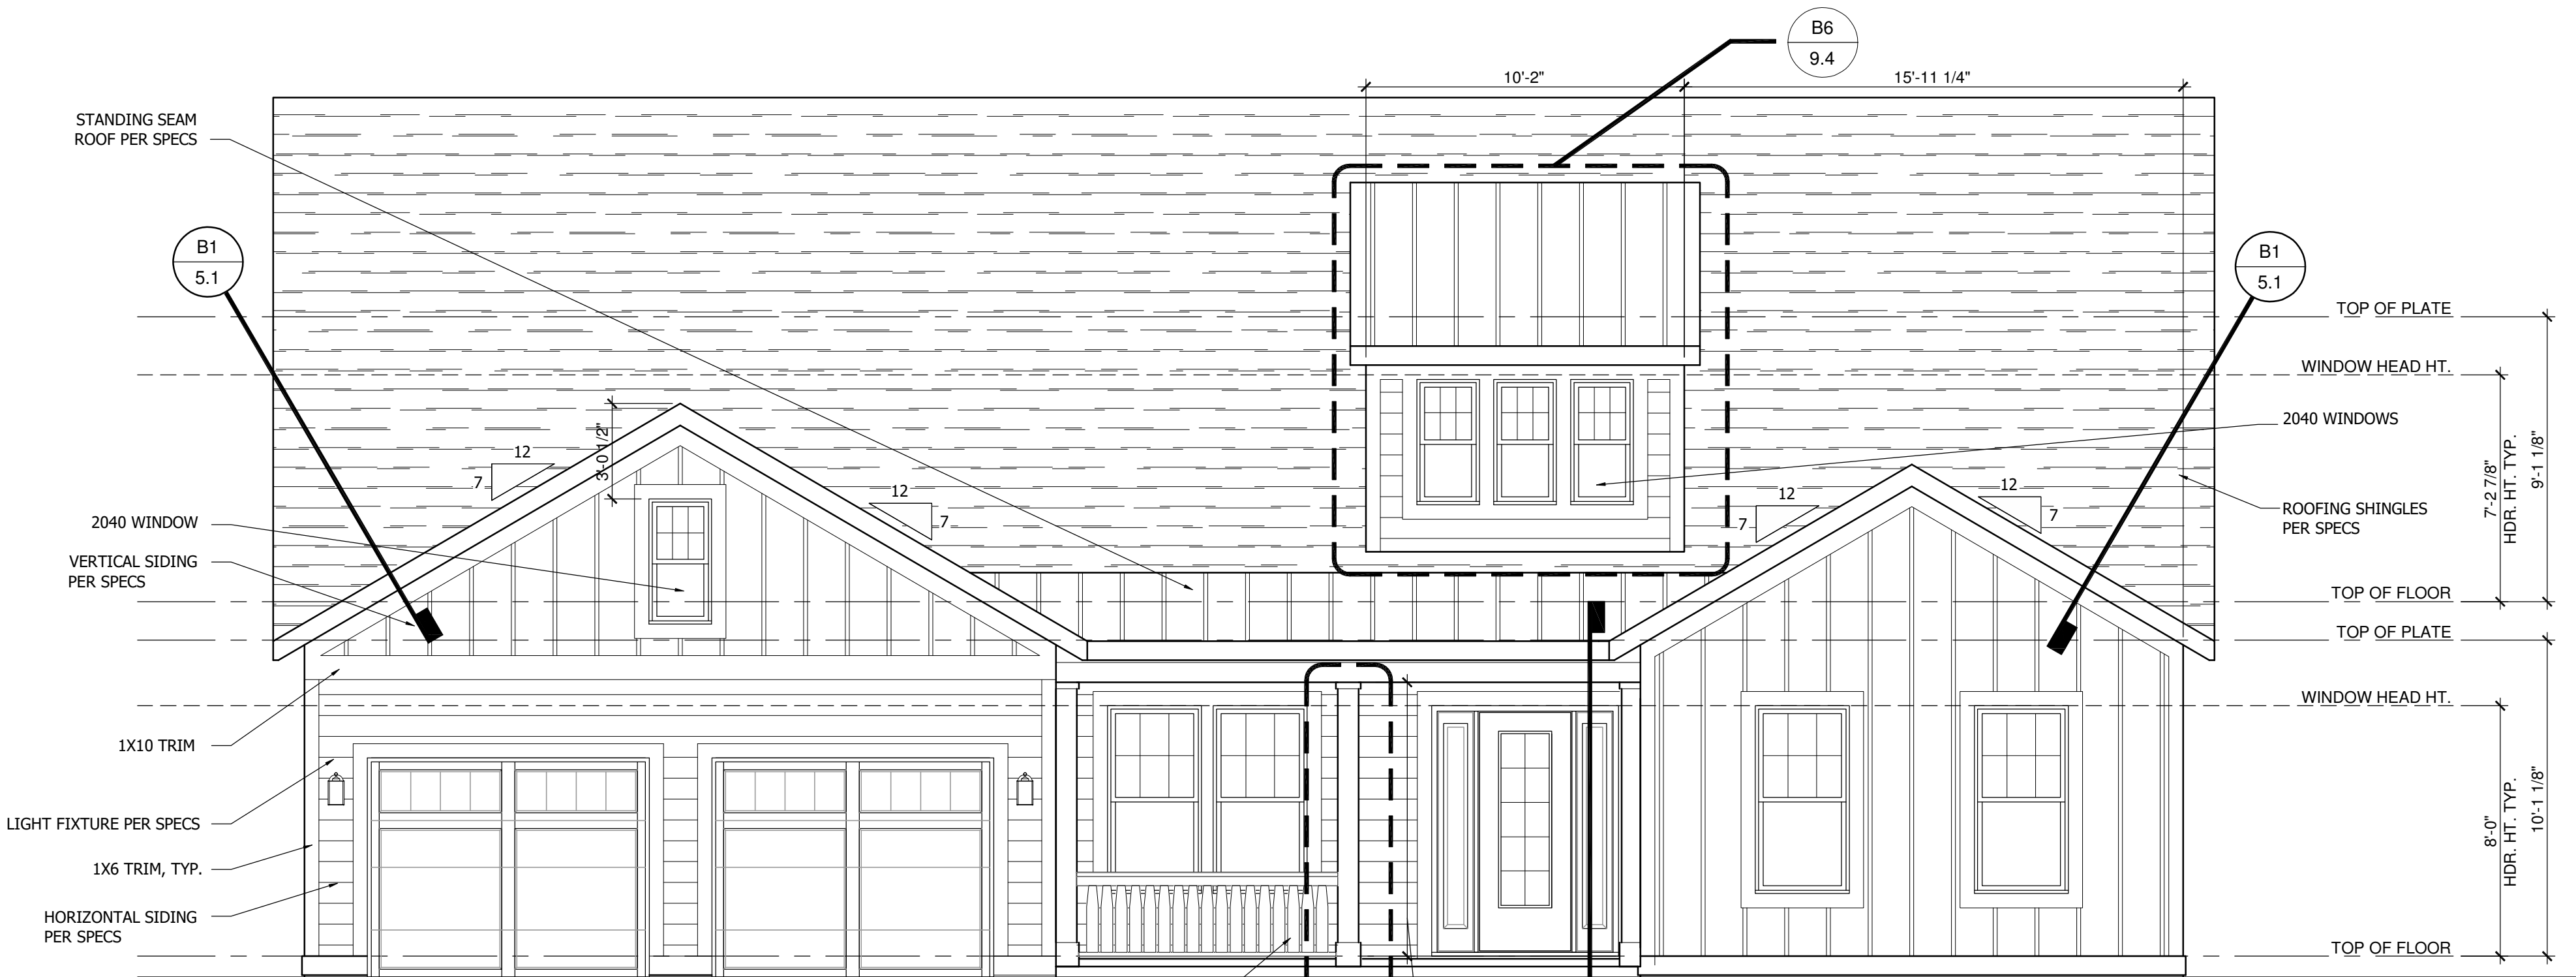 B6
9.4
10'-2"
15'-11 1/4"
STANDING SEAM
ROOF PER SPECS
B1
5.1
B1
5.1
TOP OF PLATE
WINDOW HEAD HT.
2040 WINDOWS
3'-0 1/2"
12
7
12
7
12
7
12
7
7'-2 7/8"
HDR. HT. TYP.
9'-1 1/8"
2040 WINDOW
ROOFING SHINGLES
PER SPECS
VERTICAL SIDING
PER SPECS
TOP OF FLOOR
TOP OF PLATE
WINDOW HEAD HT.
1X10 TRIM
LIGHT FIXTURE PER SPECS
8'-0"
HDR. HT. TYP.
10'-1 1/8"
1X6 TRIM, TYP.
HORIZONTAL SIDING
PER SPECS
TOP OF FLOOR